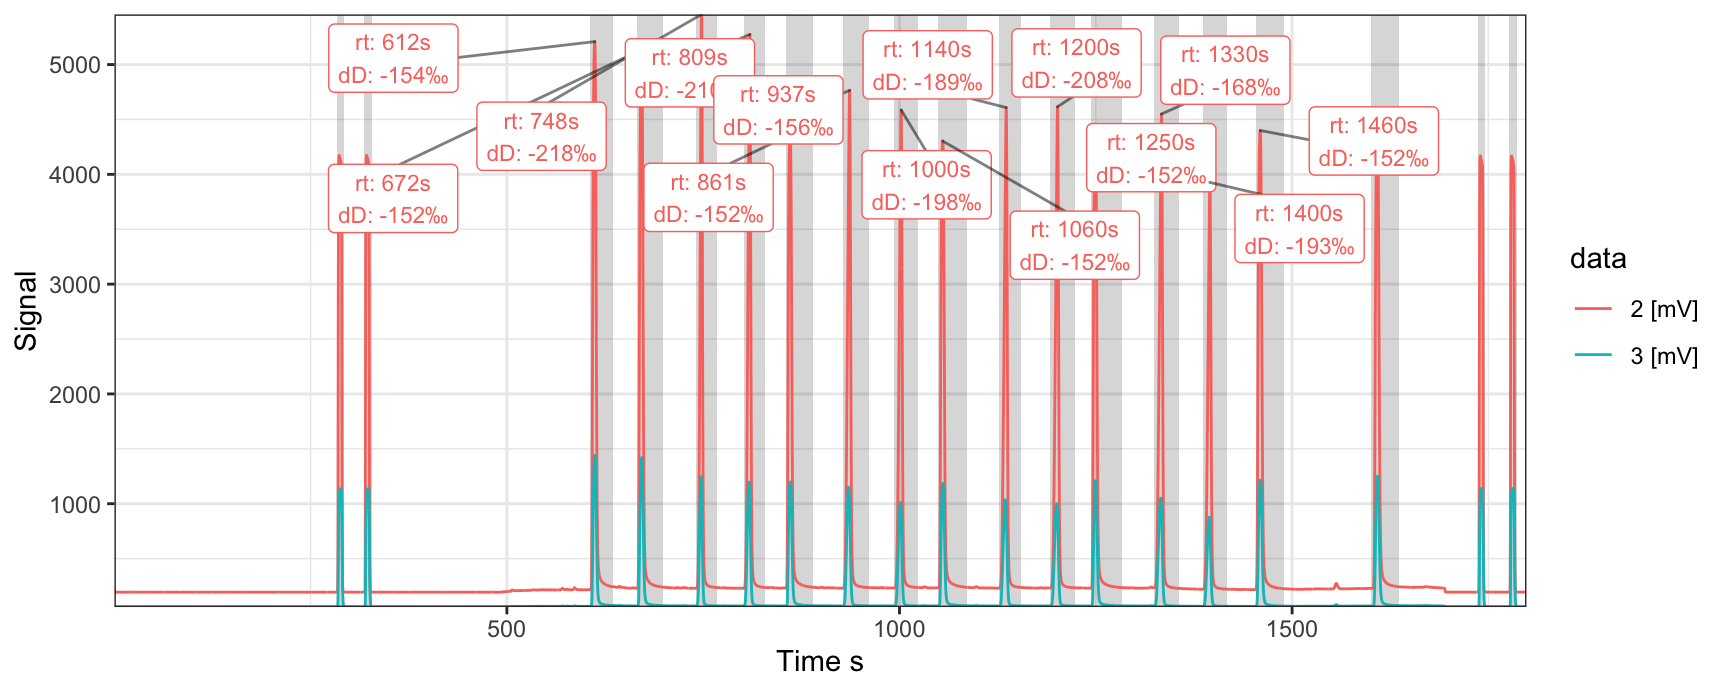 rt: 612s
dD: -154‰
rt: 672s
dD: -152‰
rt: 748s
dD: -218‰
rt: 809s
dD: -210
rt: 937s
dD: -156‰
rt: 861s
dD: -152‰
rt: 1140s
dD: -189‰
rt: 1000s
dD: -198‰
rt: 1200s
dD: -208‰
rt: 1060s
dD: -152‰
rt: 1330s
dD: -168‰
rt: 1250s
dD: -152‰
rt: 1400s
dD: -193‰
rt: 1460s
dD: -152‰
5000
4000
3000
2000
1000
Signal
500
1000
1500
Time s
data
2 [mV]
3 [mV]